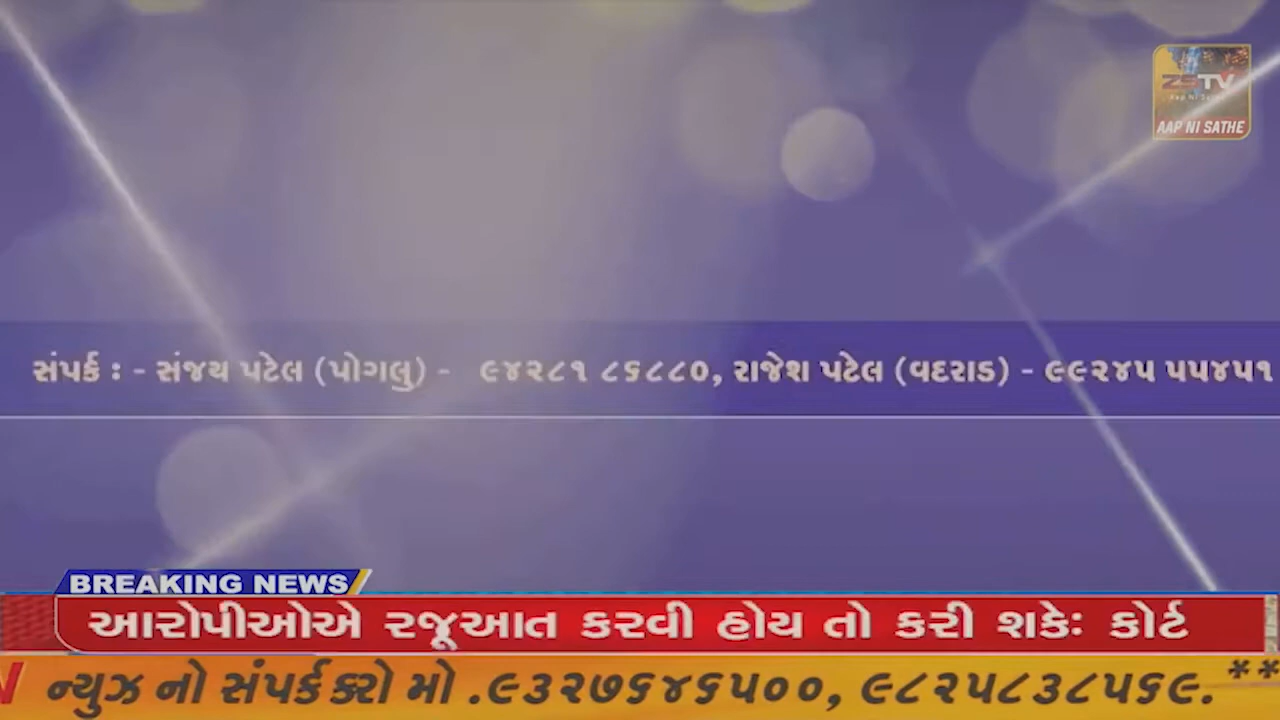 ZSTV
AAP NI SATHE
સંપર્ક : - સંજય પટેલ (પોગલુ) - ૯૪૨૮૧ ૮૬૮૮૦, રાજેશ પટેલ (વદરાડ) - ૯૯૨૪૫ ૫૫૪૫૧
BREAKING NEWS
આરોપીઓએ રજૂઆત કરવી હોય તો કરી શકેઃ કોર્ટ
ન્યુઝ નો સંપર્ક કરો મો .૯૩૨૭૬૪૬૫૦૦, ૯૮૨૫૮૩૮૫૬૯. **